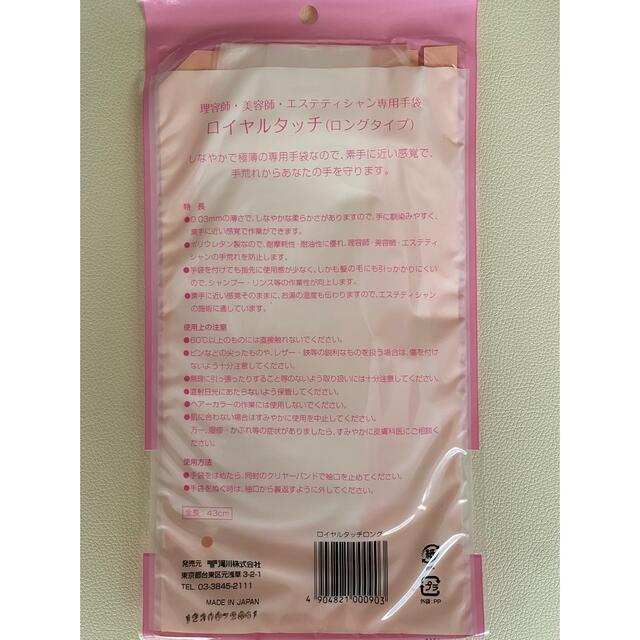 理容師・美容師・エステティシャン専用手袋
ロイヤルタッチ(ロングタイプ)
しなやかで極薄の専用手袋なので、素手に近い感覚で、
手荒れからあなたの手を守ります。
特 長
●0.03mmの薄さで、しなやかな柔らかさがありますので、手に馴染みやすく、
素手に近い感覚で作業ができます。
●ポリウレタン製なので、耐摩耗性・耐油性に優れ、理容師・美容師・エステティ
シャンの手荒れを防止します。
●手袋を付けても指先に使用感が少なく、しかも髪の毛にも引っかかりにくい
ので、シャンプー・リンス等の作業性が向上します。
●素手に近い感覚そのままに、お湯の温度も伝わりますので、エステティシャン
の施術に適しています。
使用上の注意
●60℃以上のものには直接触れないでください。
●ピンなどの尖ったものや、レザー・鋏等の鋭利なものを扱う場合は、傷を付け
ないよう十分注意してください。
●無理に引っ張ったりすること等のないよう取り扱いには十分注意してください。
●直射日光にあたらないよう保管してください。
●ヘアーカラーの作業には使用しないでください。
●肌に合わない場合はすみやかに使用を中止してください。
万一、湿疹・かぶれ等の症状がありましたら、すみやかに皮膚科医にご相談く
ださい。
使用方法
●手袋をはめたら、同封のクリヤーバンドで袖口を止めてください。
●手袋をぬぐ時は、袖口から裏返すように外してください。
全長:43cm
ロイヤルタッチロング
発売元 滝川株式会社
東京都台東区元浅草3-2-1
TEL. 03-3845-2111
MADE IN JAPAN
4 904821 000903
紙
プラ
外袋:PP